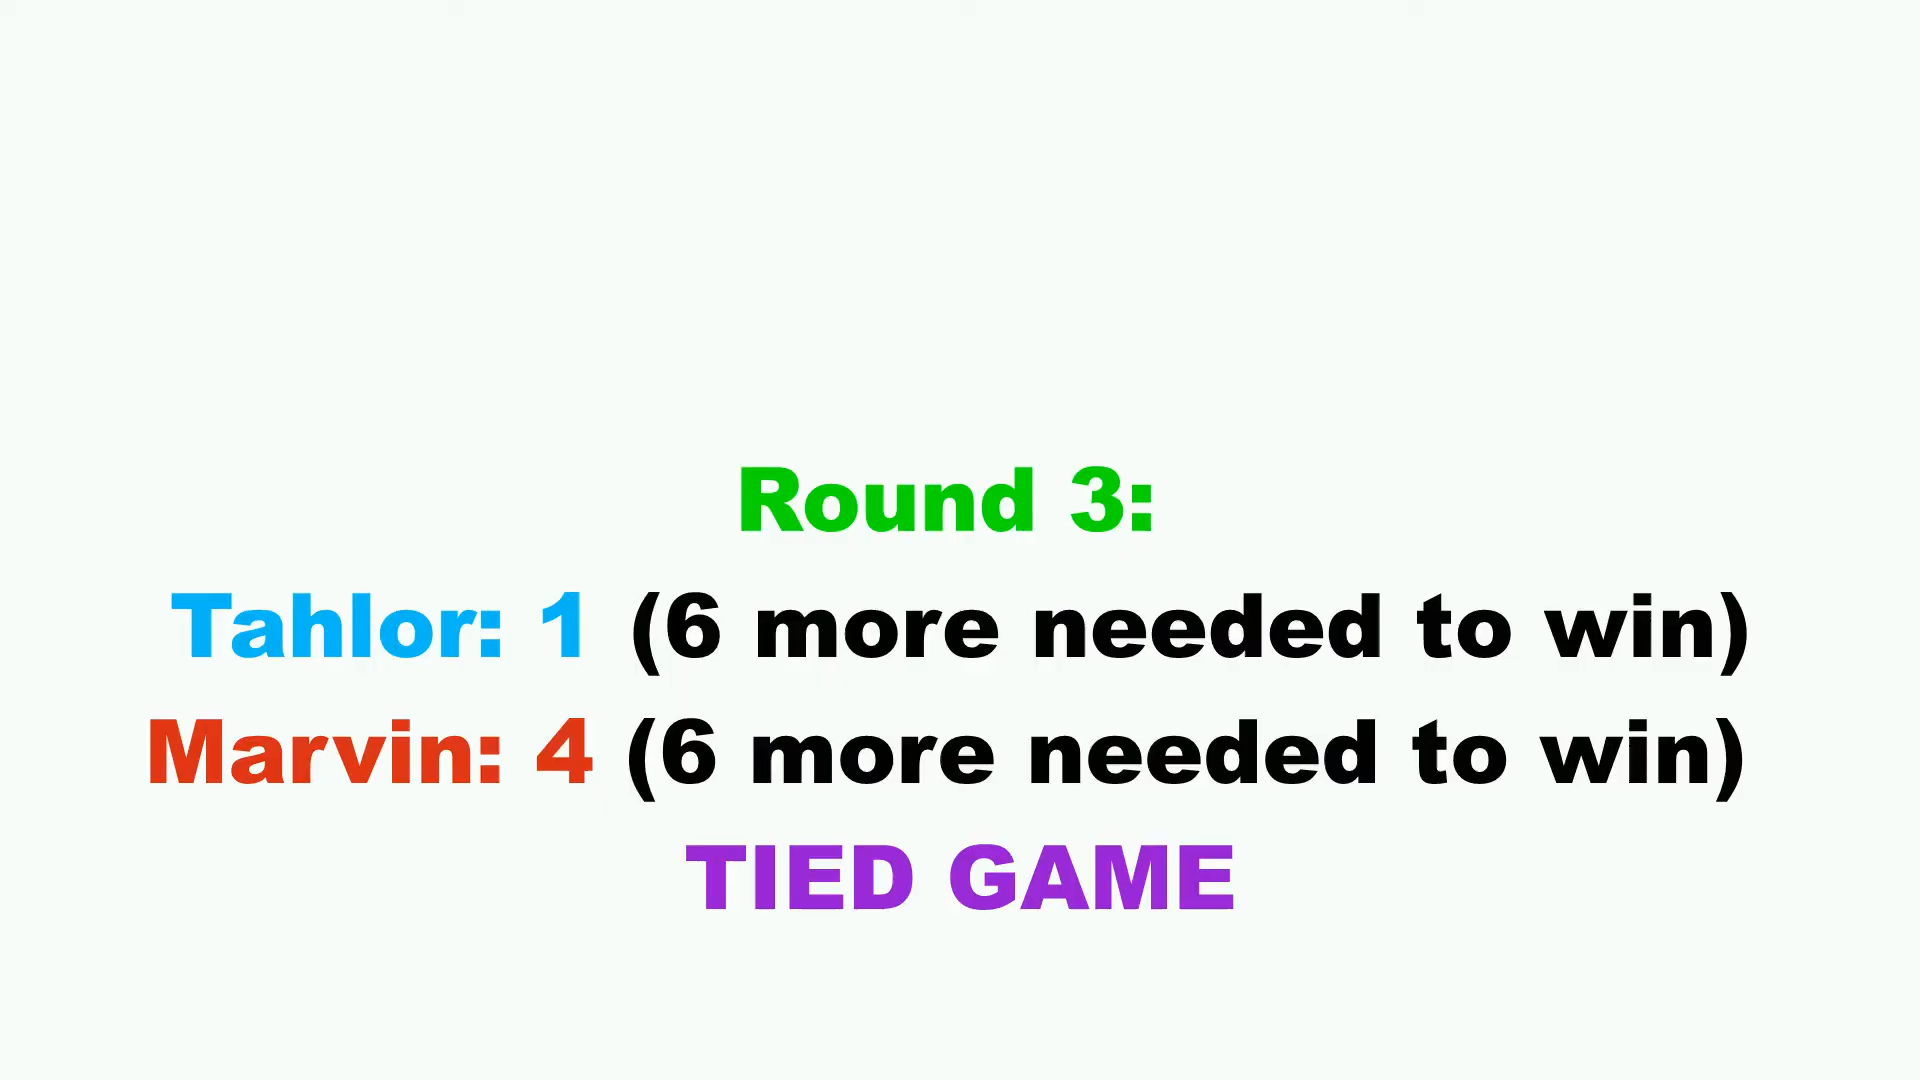 Round 3:
Tahlor: 1 (6 more needed to win)
Marvin: 4 (6 more needed to win)
TIED GAME